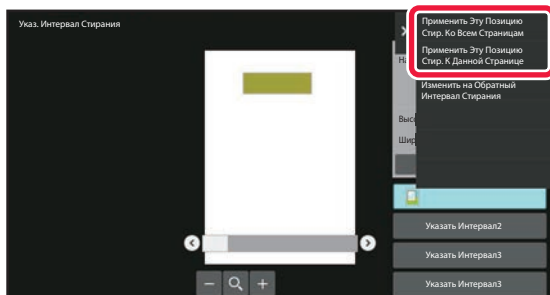 Указ. Интервал Стирания
Применить Эту Позицию
Стир. Ко Всем Страницам
Применить Эту Позицию
Стир. К Данной Странице
Изменить на Обратный
Интервал Стирания
Указать Интервал2
Указать Интервал3
Указать Интервал3